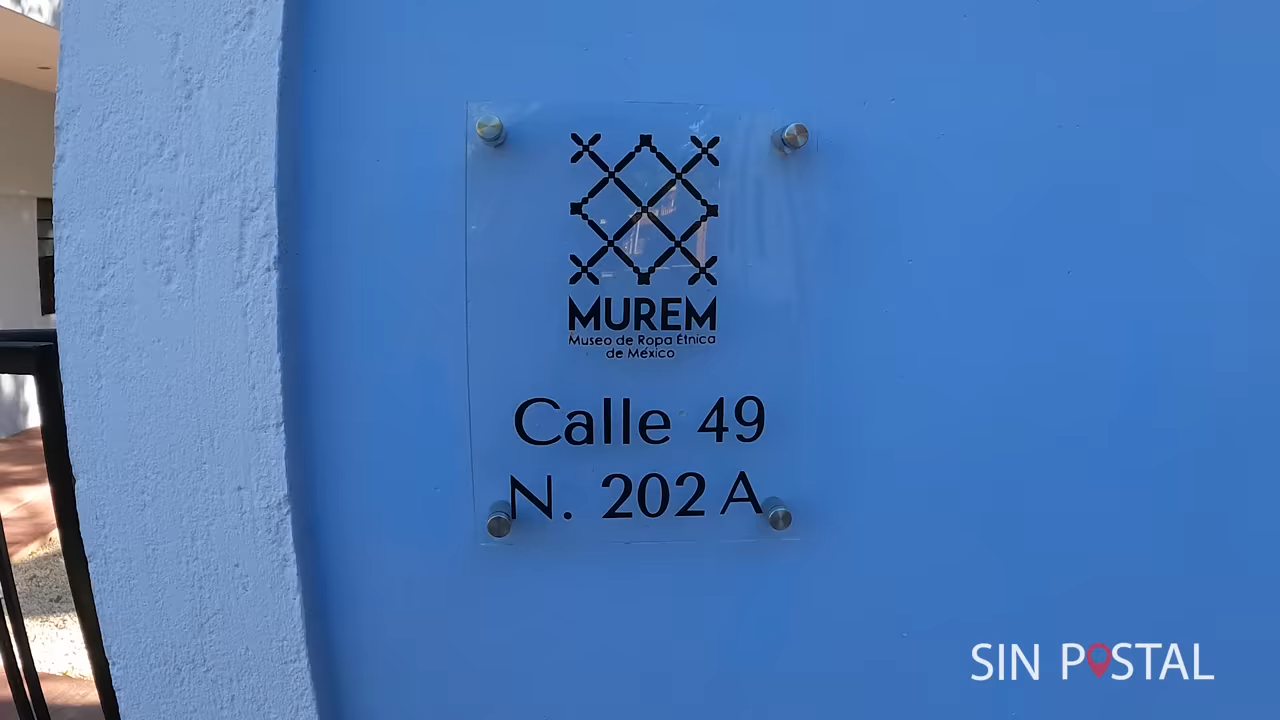 MUREM
Museo de Ropa Étnica
de México
Calle 49
N. 202 A
SIN POSTAL